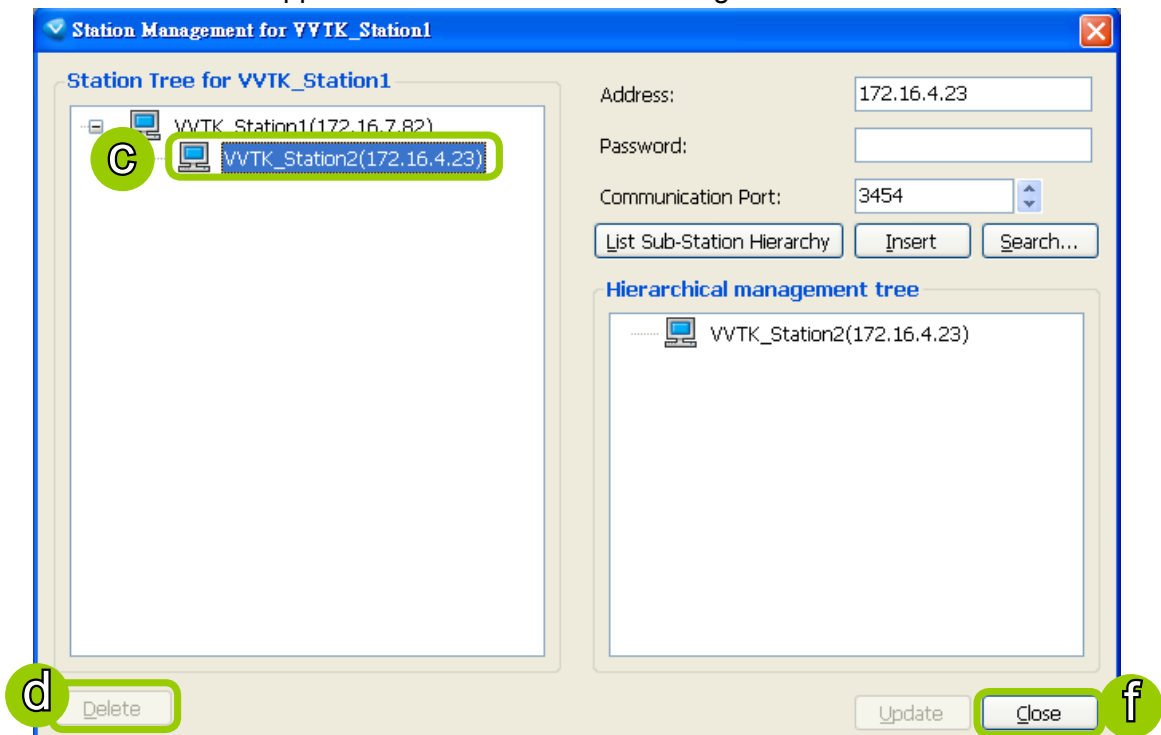 Station Management for VVTK_Station1
Station Tree for VVTK_Station1
VVTK_Station1(172.16.7.82)
C
VVTK_Station2(172.16.4.23)
Address:
172.16.4.23
Password:
Communication Port:
3454
List Sub-Station Hierarchy
Insert
Search...
Hierarchical management tree
VVTK_Station2(172.16.4.23)
d
Delete
Update
Close
f